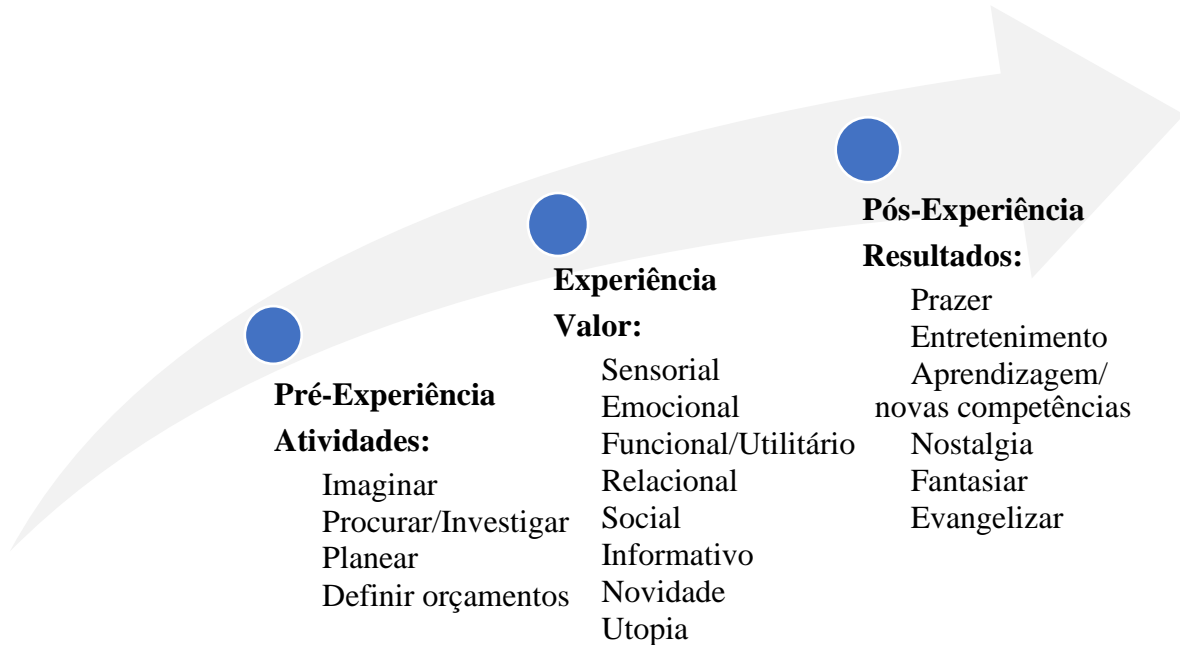 Pré-Experiência
Atividades:
Imaginar
Procurar/Investigar
Planear
Definir orçamentos
Experiência
Valor:
Sensorial
Emocional
Funcional/Utilitário
Relacional
Social
Informativo
Novidade
Utopia
Pós-Experiência
Resultados:
Prazer
Entretenimento
Aprendizagem/
novas competências
Nostalgia
Fantasiar
Evangelizar